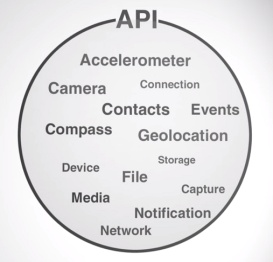 API
Accelerometer
Camera Connection
Contacts Events
Compass Geolocation
Device Storage
File
Media Capture
Notification
Network